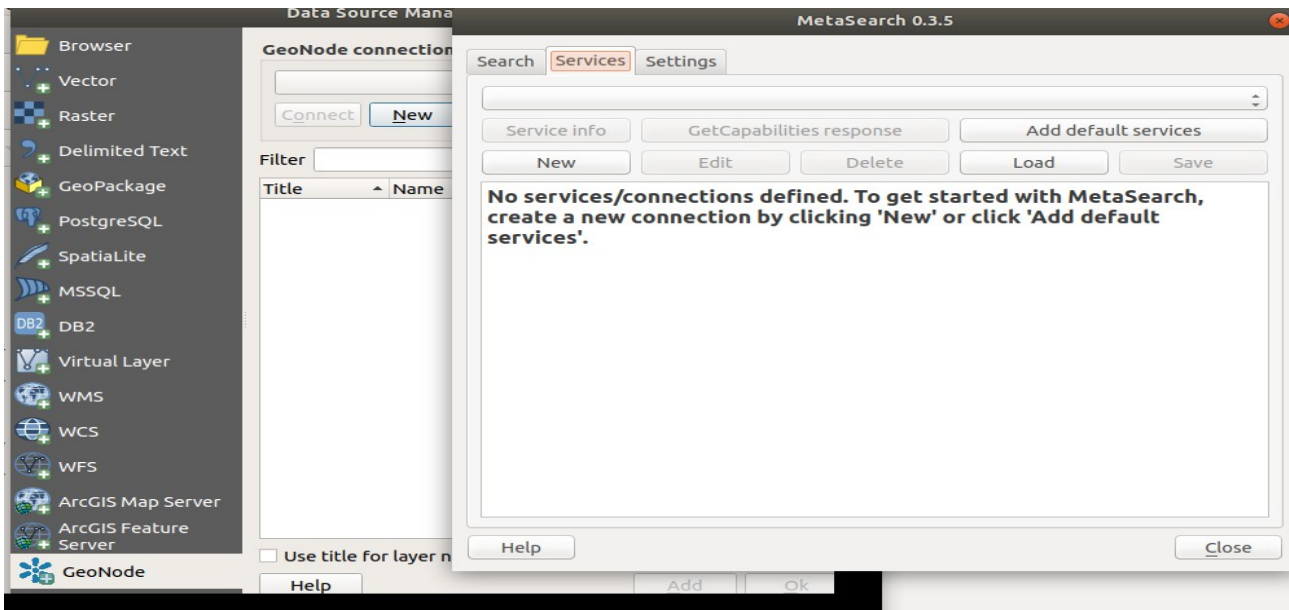 Data Source Mana
Browser
Vector
Raster
Delimited Text
GeoPackage
PostgreSQL
SpatiaLite
MSSQL
DB2 DB2
Virtual Layer
WMS
WCS
WFS
ArcGIS Map Server
ArcGIS Feature
Server
GeoNode
GeoNode connection
Connect New
Filter
Title Name
Use title for layer n
Help Add Ok
MetaSearch 0.3.5
Search Services Settings
Service info GetCapabilities response Add default services
New Edit Delete Load Save
No services/connections defined. To get started with MetaSearch,
create a new connection by clicking 'New' or click 'Add default
services'.
Help Close